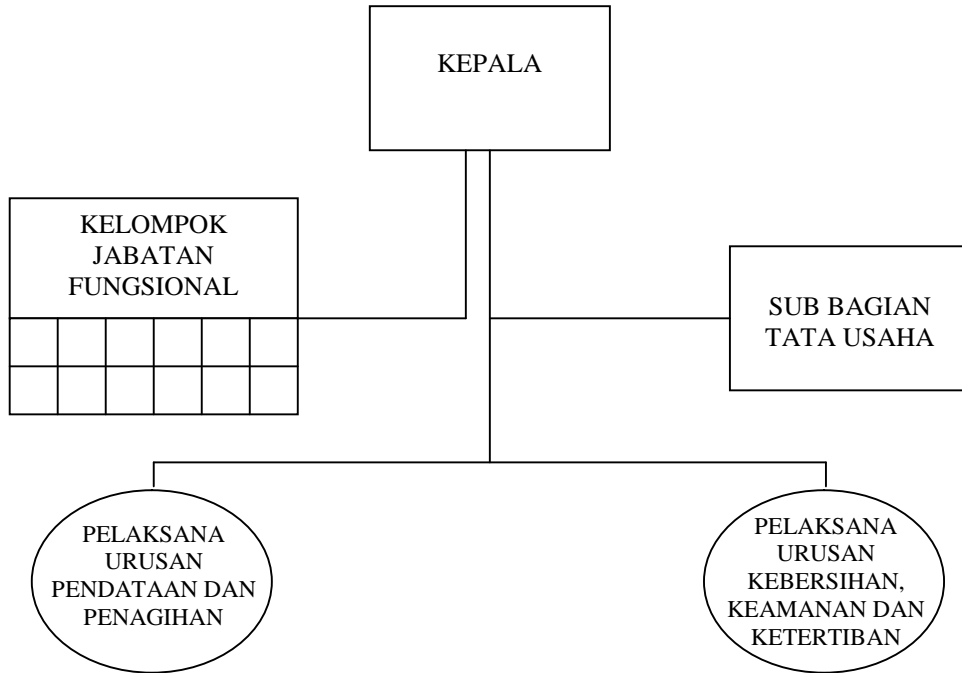 KEPALA
KELOMPOK
JABATAN
FUNGSIONAL
SUB BAGIAN
TATA USAHA
PELAKSANA
URUSAN
PENDATAAN DAN
PENAGIHAN
PELAKSANA
URUSAN
KEBERSIHAN,
KEAMANAN DAN
KETERTIBAN